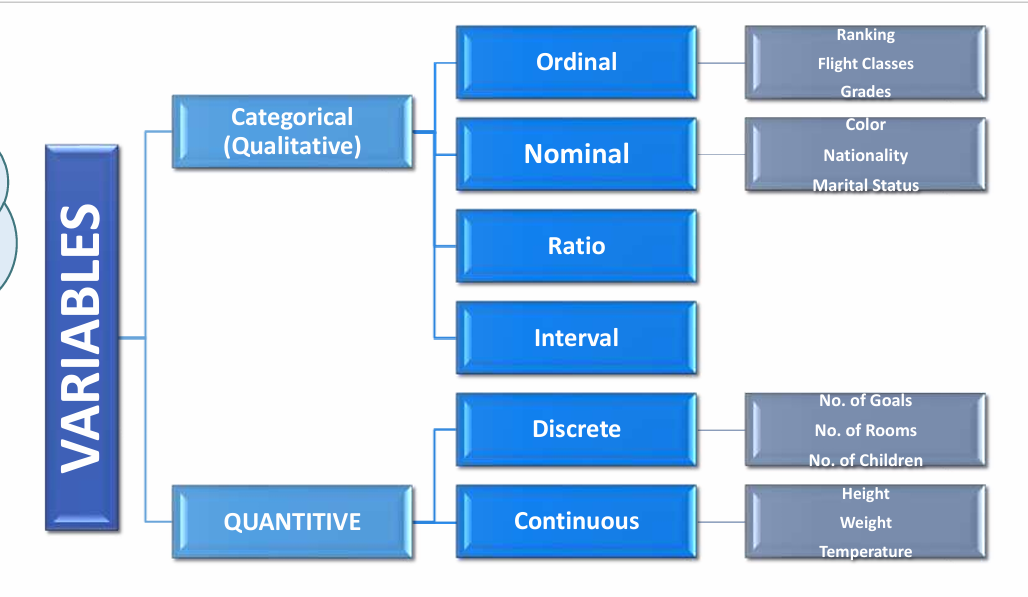 VARIABLES
Categorical
(Qualitative)
Ordinal
Ranking
Flight Classes
Grades
Nominal
Color
Nationality
Marital Status
Ratio
Interval
QUANTITIVE
Discrete
No. of Goals
No. of Rooms
No. of Children
Continuous
Height
Weight
Temperature